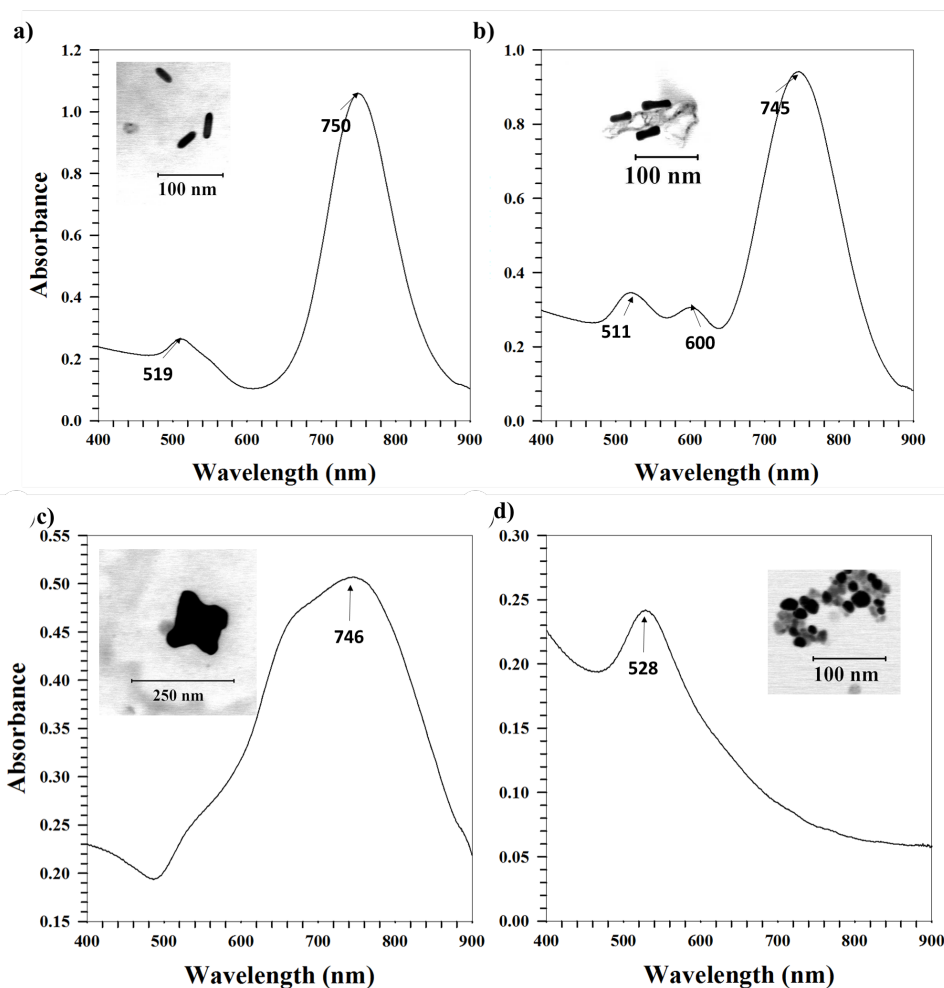 a)
1.2
1.0
0.8
0.6
0.4
0.2
0.0
Absorbance
100 nm
750
519
400 500 600 700 800 900
Wavelength (nm)
b)
1.0
0.8
0.6
0.4
0.2
0.0
100 nm
745
511
600
400 500 600 700 800 900
Wavelength (nm)
c)
0.55
0.50
0.45
0.40
0.35
0.30
0.25
0.20
0.15
Absorbance
250 nm
746
400 500 600 700 800 900
Wavelength (nm)
d)
0.30
0.25
0.20
0.15
0.10
0.05
0.00
100 nm
528
400 500 600 700 800 900
Wavelength (nm)